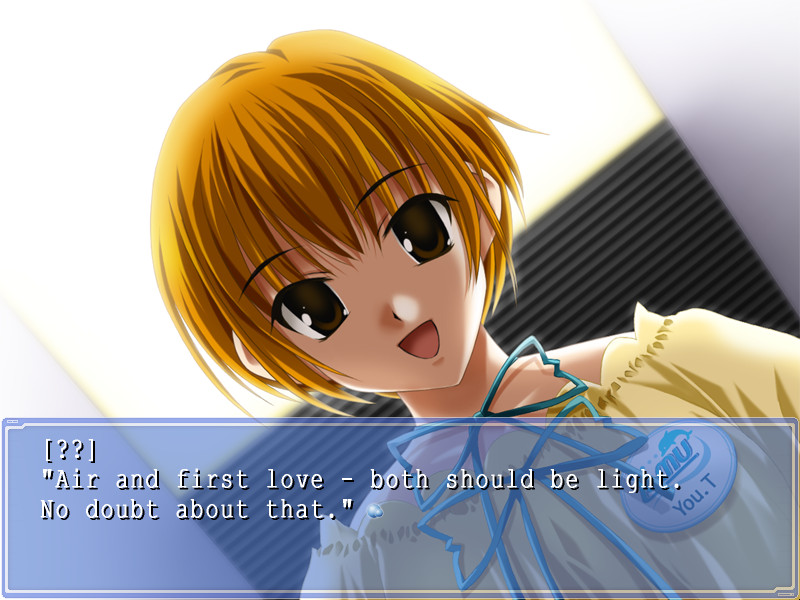 [??]
"Air and first love - both should be light.
No doubt about that."
You.T